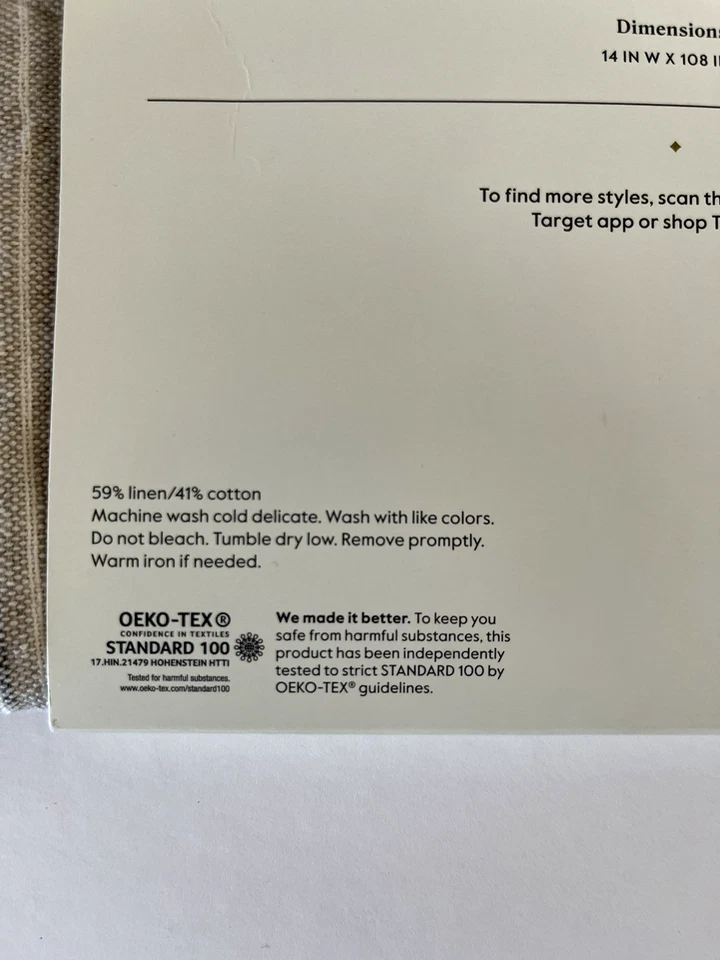 Dimensions
14 IN W X 108 I
To find more styles, scan th
Target app or shop T
59% linen/41% cotton
Machine wash cold delicate. Wash with like colors.
Do not bleach. Tumble dry low. Remove promptly.
Warm iron if needed.
OEKO-TEX®
CONFIDENCE IN TEXTILES
STANDARD 100
17.HIN.21479 HOHENSTEIN HTTI
Tested for harmful substances.
www.oeko-tex.com/standard100
We made it better. To keep you
safe from harmful substances, this
product has been independently
tested to strict STANDARD 100 by
OEKO-TEX® guidelines.